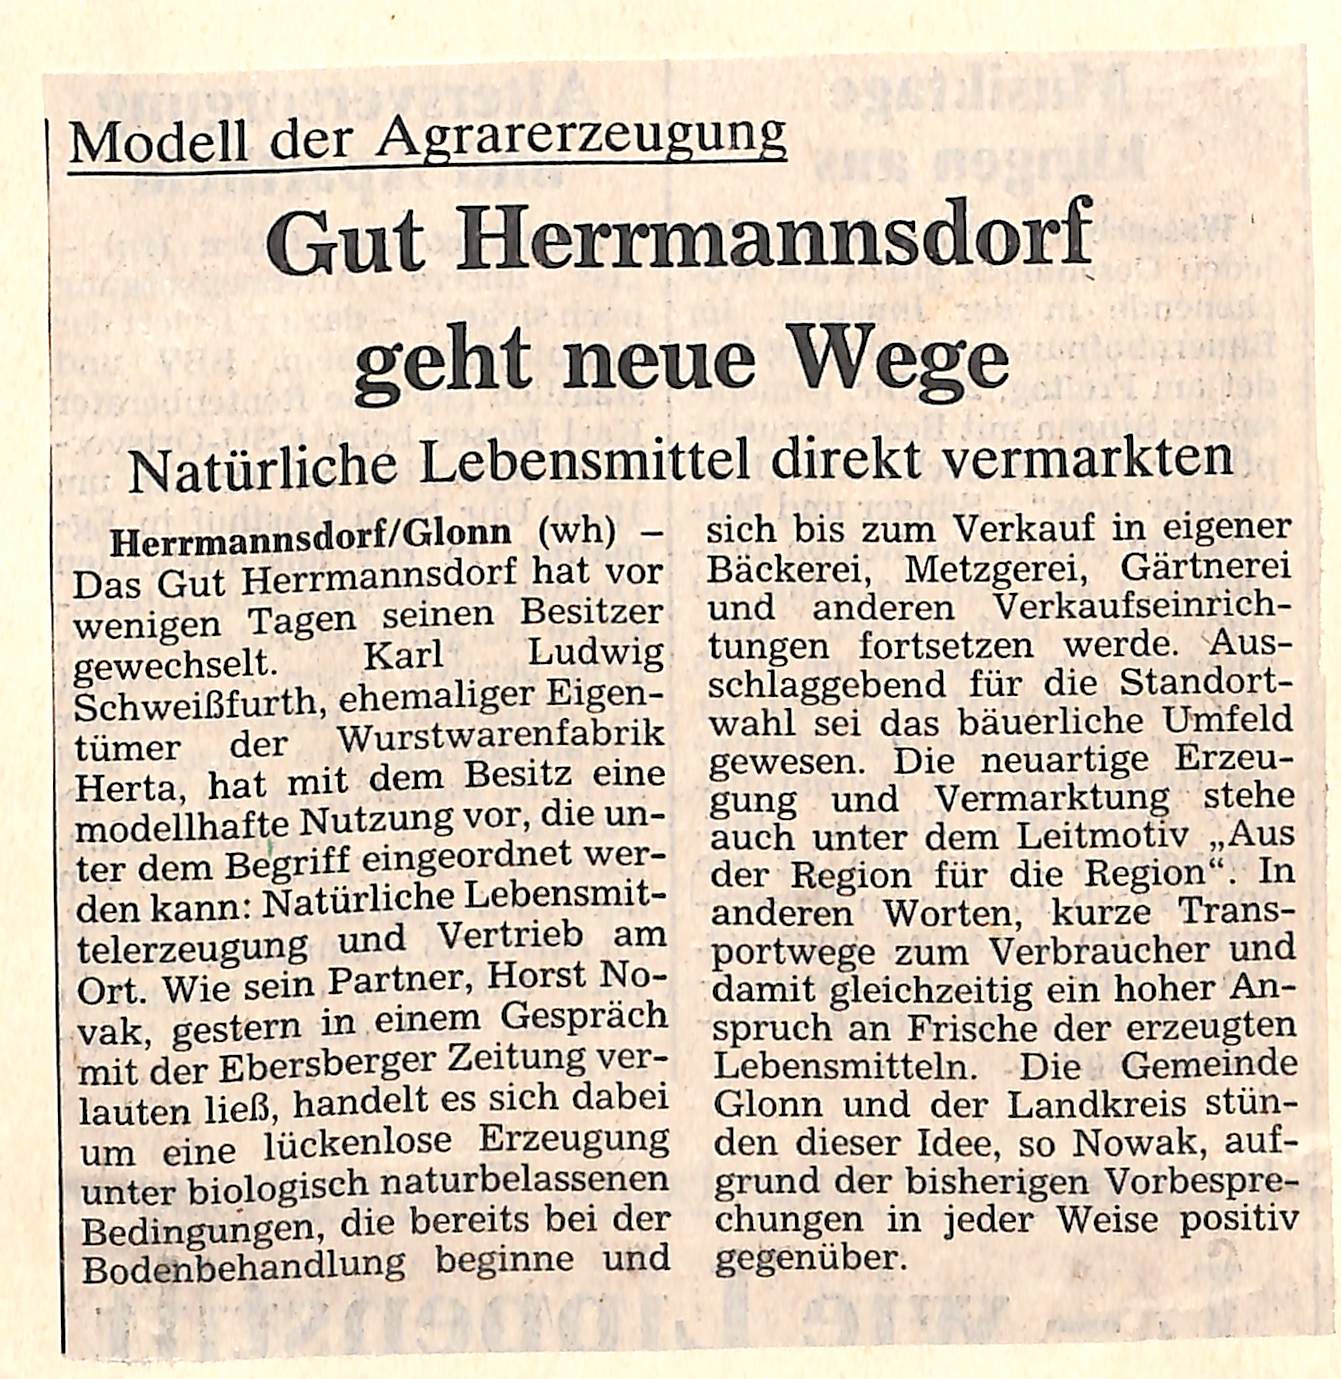 Modell der Agrarerzeugung
Gut Herrmannsdorf
geht neue Wege
Natürliche Lebensmittel direkt vermarkten
Herrmannsdorf/Glonn (wh) –
Das Gut Herrmannsdorf hat vor
wenigen Tagen seinen Besitzer
gewechselt. Karl Ludwig
Schweißfurth, ehemaliger Eigen-
tümer der Wurstwarenfabrik
Herta, hat mit dem Besitz eine
modellhafte Nutzung vor, die un-
ter dem Begriff eingeordnet wer-
den kann: Natürliche Lebensmit-
telerzeugung und Vertrieb am
Ort. Wie sein Partner, Horst No-
vak, gestern in einem Gespräch
mit der Ebersberger Zeitung ver-
lauten ließ, handelt es sich dabei
um eine lückenlose Erzeugung
unter biologisch naturbelassenen
Bedingungen, die bereits bei der
Bodenbehandlung beginne und
sich bis zum Verkauf in eigener
Bäckerei, Metzgerei, Gärtnerei
und anderen Verkaufseinrich-
tungen fortsetzen werde. Aus-
schlaggebend für die Standort-
wahl sei das bäuerliche Umfeld
gewesen. Die neuartige Erzeu-
gung und Vermarktung stehe
auch unter dem Leitmotiv „Aus
der Region für die Region“. In
anderen Worten, kurze Trans-
portwege zum Verbraucher und
damit gleichzeitig ein hoher An-
spruch an Frische der erzeugten
Lebensmitteln. Die Gemeinde
Glonn und der Landkreis stün-
den dieser Idee, so Nowak, auf-
grund der bisherigen Vorbespre-
chungen in jeder Weise positiv
gegenüber.